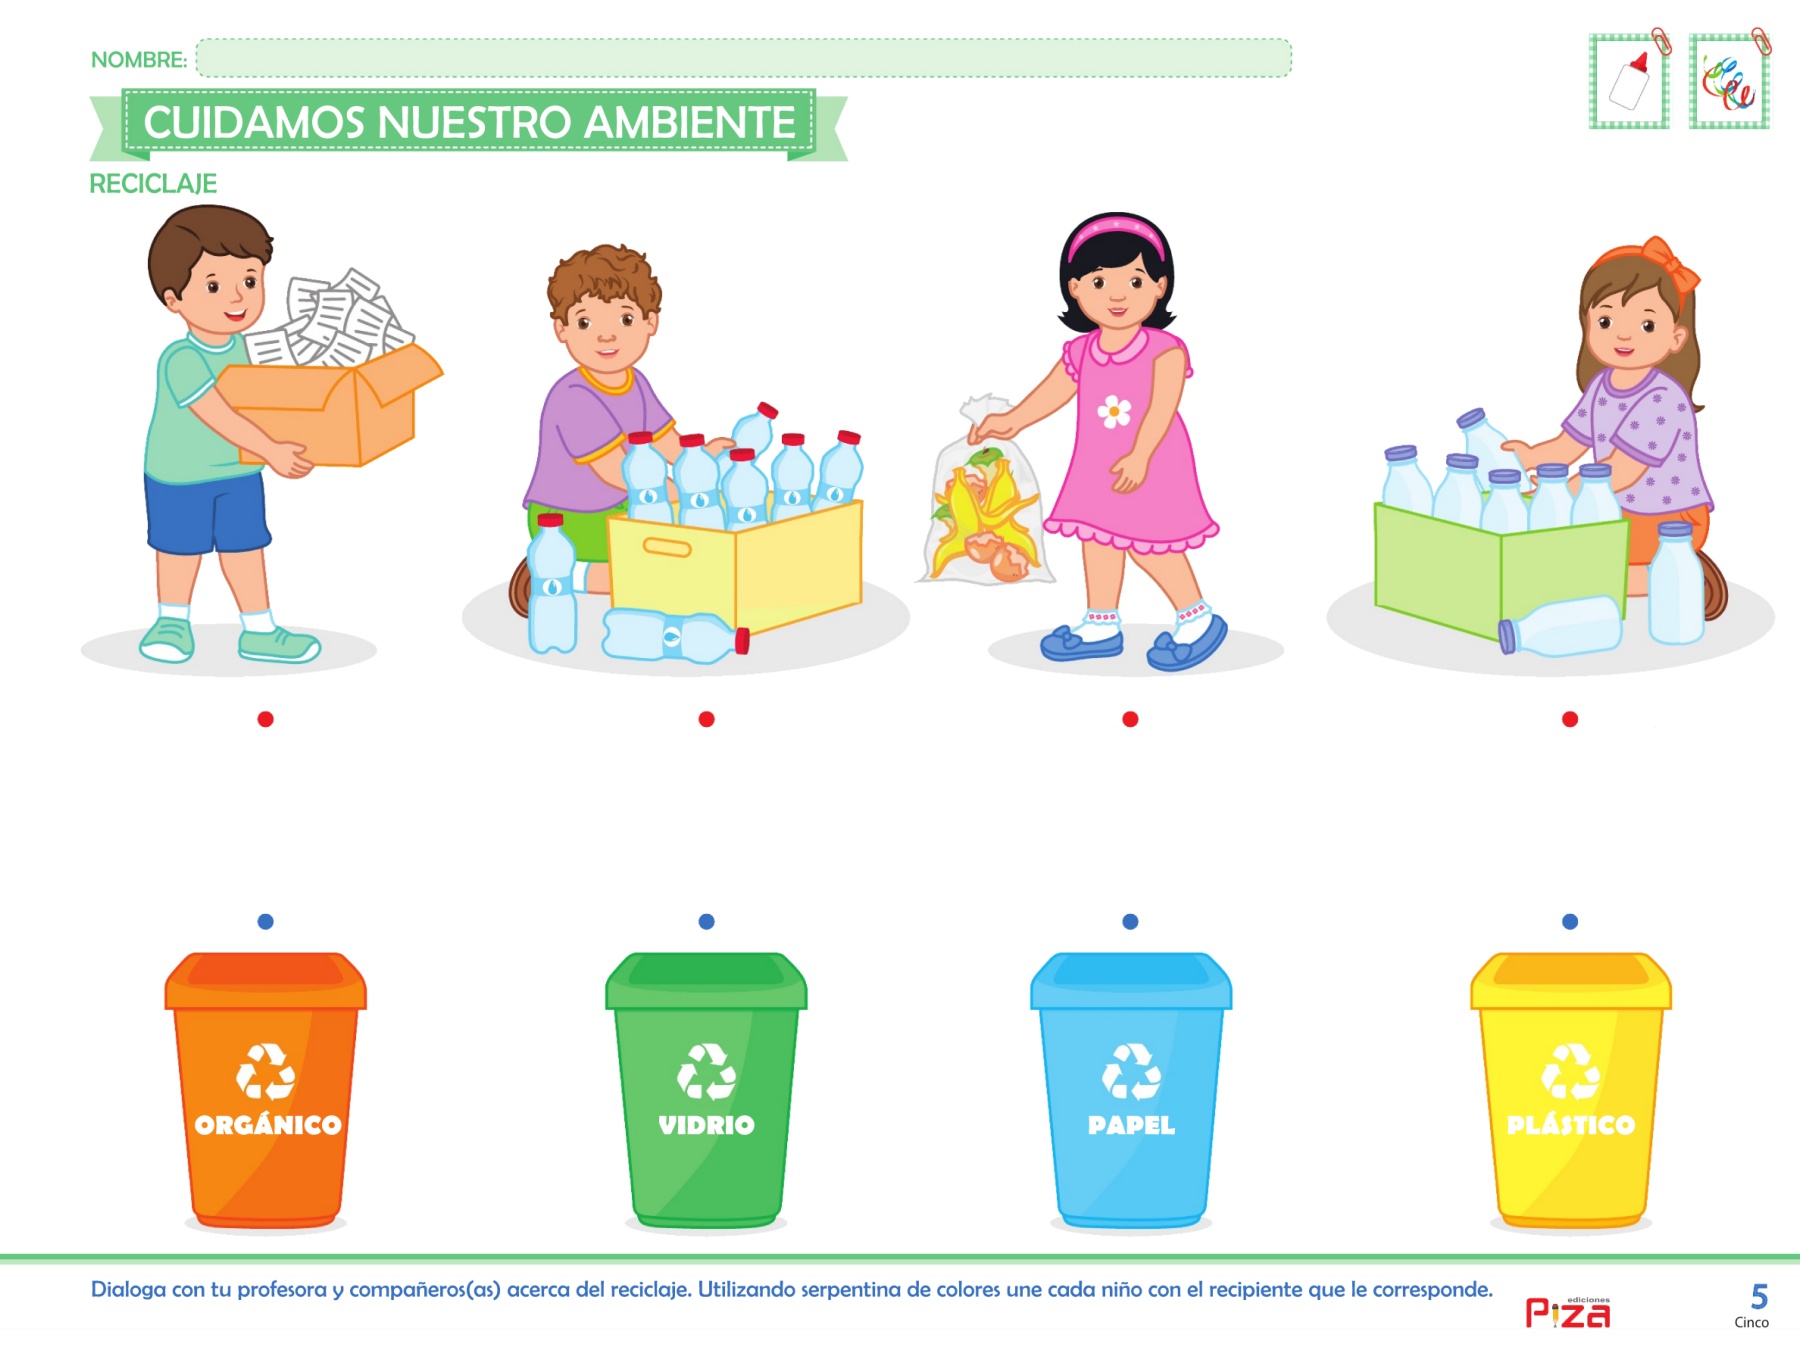 NOMBRE:
CUIDAMOS NUESTRO AMBIENTE
RECICLAJE
ORGÁNICO
VIDRIO
PAPEL
PLÁSTICO
Dialoga con tu profesora y compañeros(as) acerca del reciclaje. Utilizando serpentina de colores une cada niño con el recipiente que le corresponde.
ediciones
Piza
5
Cinco